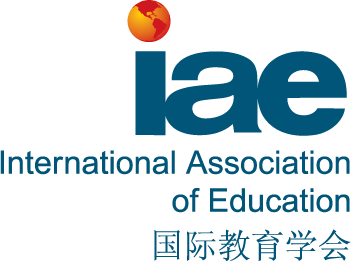 iae
International Association
of Education
国际教育学会